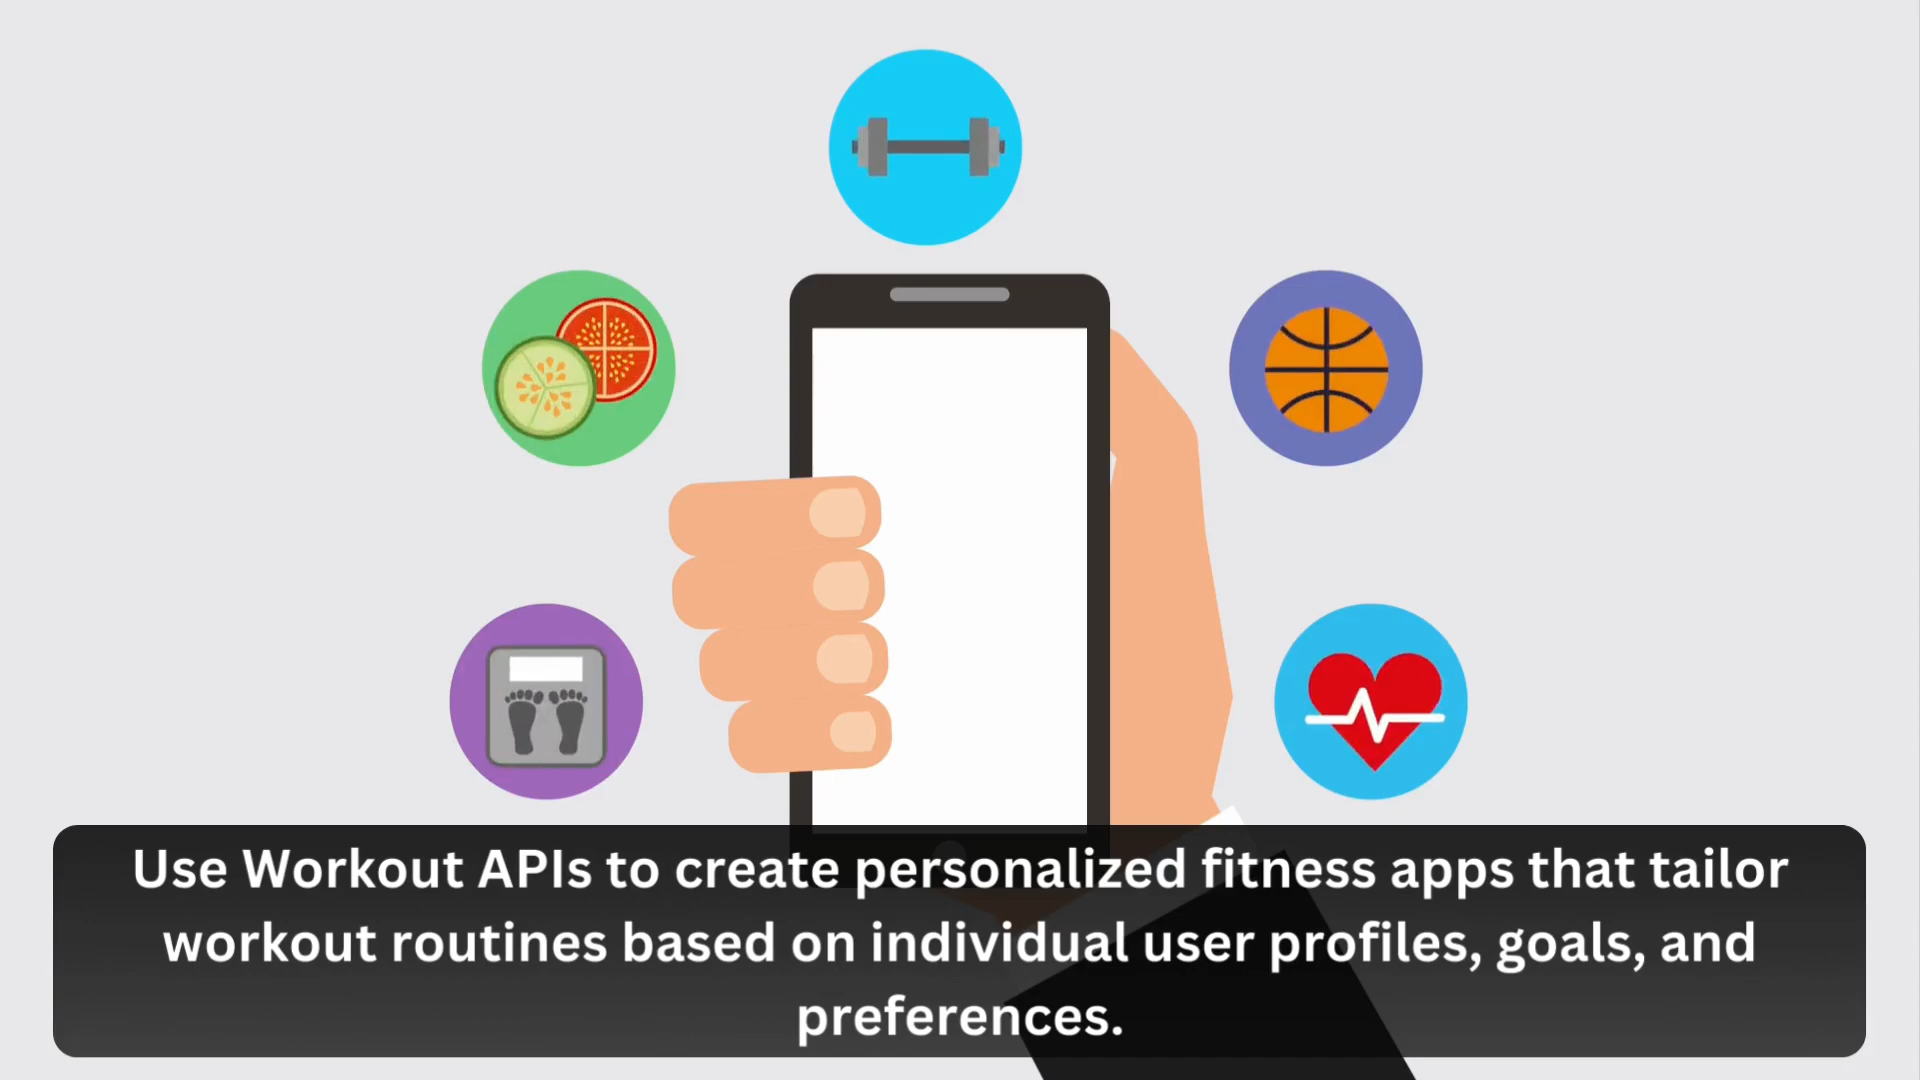 Use Workout APIs to create personalized fitness apps that tailor
workout routines based on individual user profiles, goals, and
preferences.